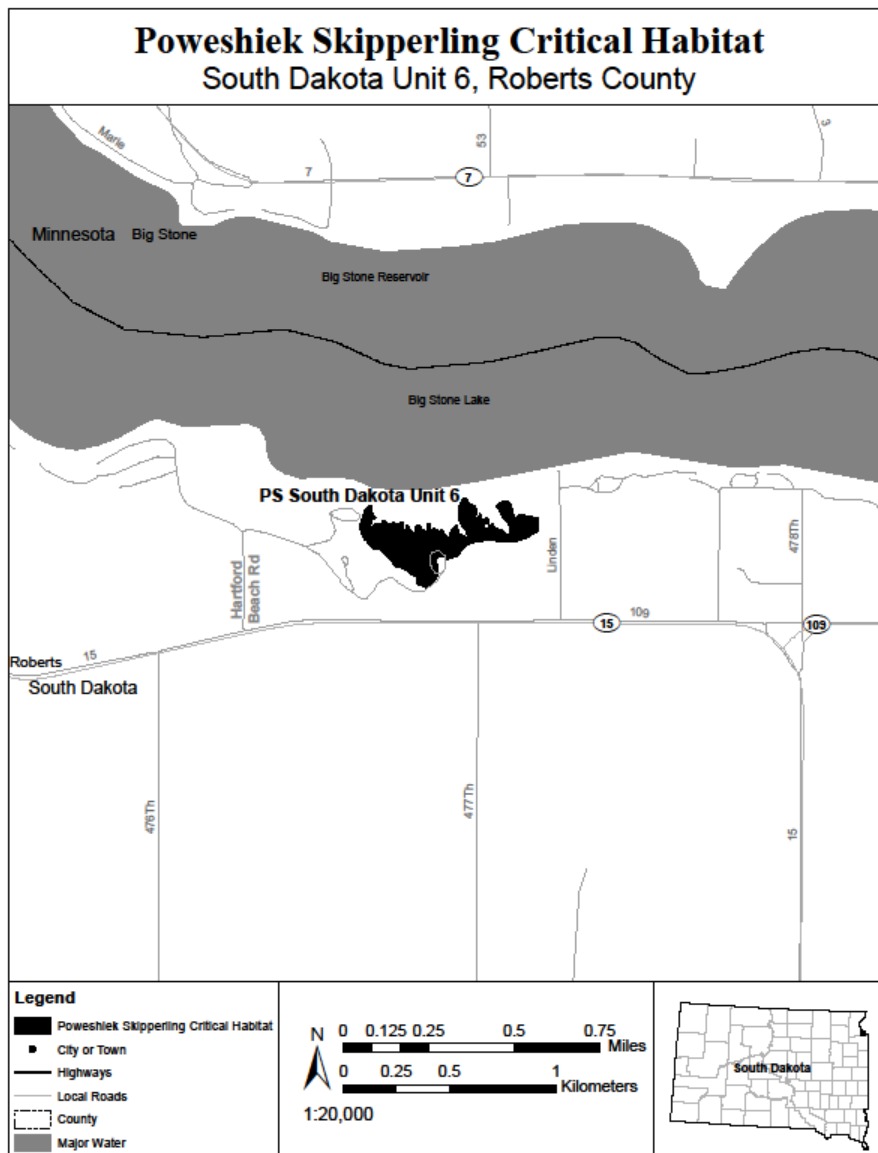 Poweshiek Skipperling Critical Habitat
South Dakota Unit 6, Roberts County
Marie
7
53
3
7
Minnesota
Big Stone
Big Stone Reservoir
Big Stone Lake
PS South Dakota Unit 6
Hartford
Beach Rd
Linden
478Th
109
15
109
Roberts
15
South Dakota
476Th
477Th
15
Legend
Poweshiek Skipperling Critical Habitat
City or Town
Highways
Local Roads
County
Major Water
N
0 0.125 0.25 0.5 0.75
Miles
0 0.25 0.5 1
Kilometers
1:20,000
South Dakota